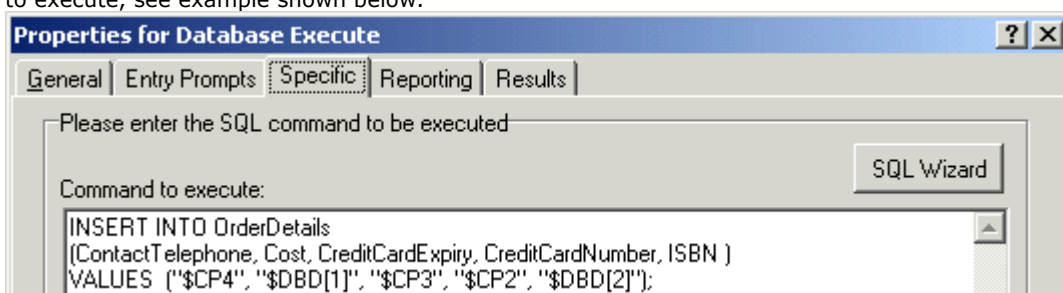 to execute, see example shown below.
Properties for Database Execute
General Entry Prompts Specific Reporting Results
Please enter the SQL command to be executed
SQL Wizard
Command to execute:
INSERT INTO OrderDetails
(ContactTelephone, Cost, CreditCardExpiry, CreditCardNumber, ISBN )
VALUES ("$CP4", "$DBD[1]", "$CP3", "$CP2", "$DBD[2]");